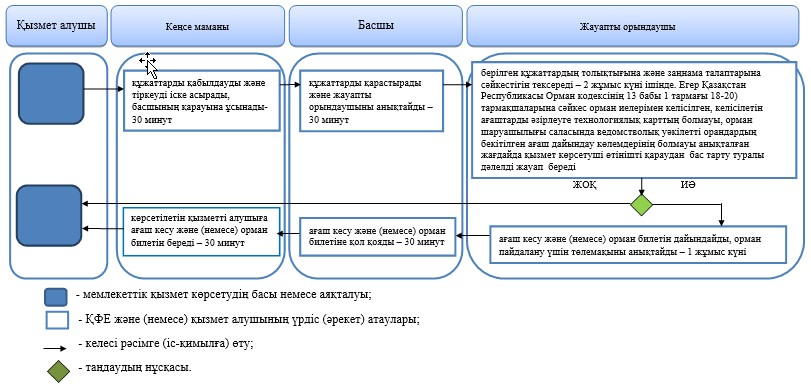 Қызмет алушы
Кеңсе маманы
Басшы
Жауапты орындаушы
құжаттарды қабылдауды және
тіркеуді іске асырады,
басшының қарауына ұсынады-
30 минут
құжаттарды қарастырады
және жауапты
орындаушыны анықтайды –
30 минут
берілген құжаттардың толықтығына және заңнама талаптарына
сәйкестігін тексереді – 2 жұмыс күні ішінде. Егер Қазақстан
Республикасы Орман кодексінің 13 бабы 1 тармағы 18-20)
тармақшаларына сәйкес орман иелерімен келісілген, келісілетін
ағаштарды әзірлеуге технологиялық карттың болмауы, орман
шаруашылығы саласында ведомстволық уәкілетті орандардың
бекітілген ағаш дайындау көлемдерінің болмауы анықталған
жағдайда қызмет көрсетуші өтінішті қараудан бас тарту туралы
дәлелді жауап береді
ЖОҚ ИӘ
көрсетілетін қызметті алушыға
ағаш кесу және (немесе) орман
билетін береді – 30 минут
ағаш кесу және (немесе) орман
билетіне қол қояды – 30 минут
ағаш кесу және (немесе) орман билетін дайындайды, орман
пайдалану үшін төлемақыны анықтайды – 1 жұмыс күні
- мемлекеттік қызмет көрсетудің басы немесе аяқталуы;
- ҚФЕ және (немесе) қызмет алушының үрдіс (әрекет) атаулары;
- келесі рәсімге (іс-қимылға) өту;
- таңдаудың нұсқасы.